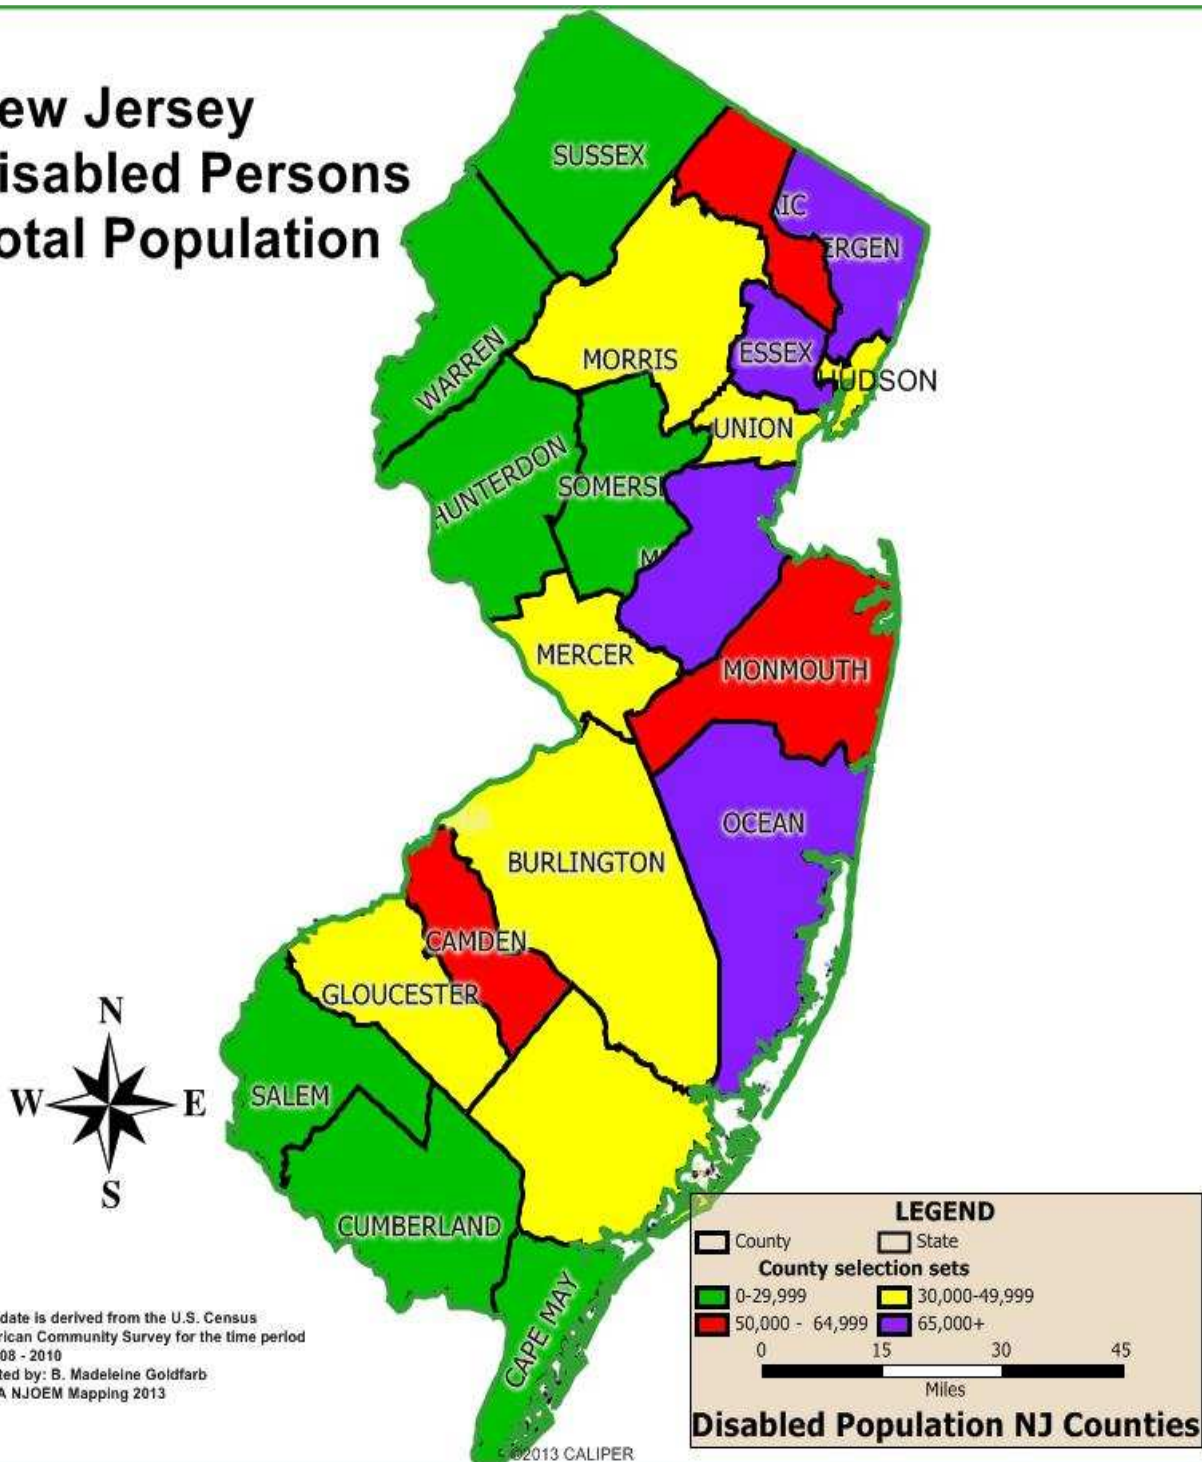 ew Jersey
isabled Persons
otal Population
SUSSEX
IC
ERGEN
WARREN
MORRIS
ESSEX
HUDSON
UNION
HUNTERDON
SOMERS
M
MERCER
MONMOUTH
OCEAN
BURLINGTON
CAMDEN
GLOUCESTER
SALEM
CUMBERLAND
CAPE MAY
N
W E
S
LEGEND
County State
County selection sets
0-29,999 30,000-49,999
50,000 - 64,999 65,000+
0 15 30 45
Miles
Disabled Population NJ Counties
date is derived from the U.S. Census
rican Community Survey for the time period
08 - 2010
ted by: B. Madeleine Goldfarb
A NJOEM Mapping 2013
©2013 CALIPER